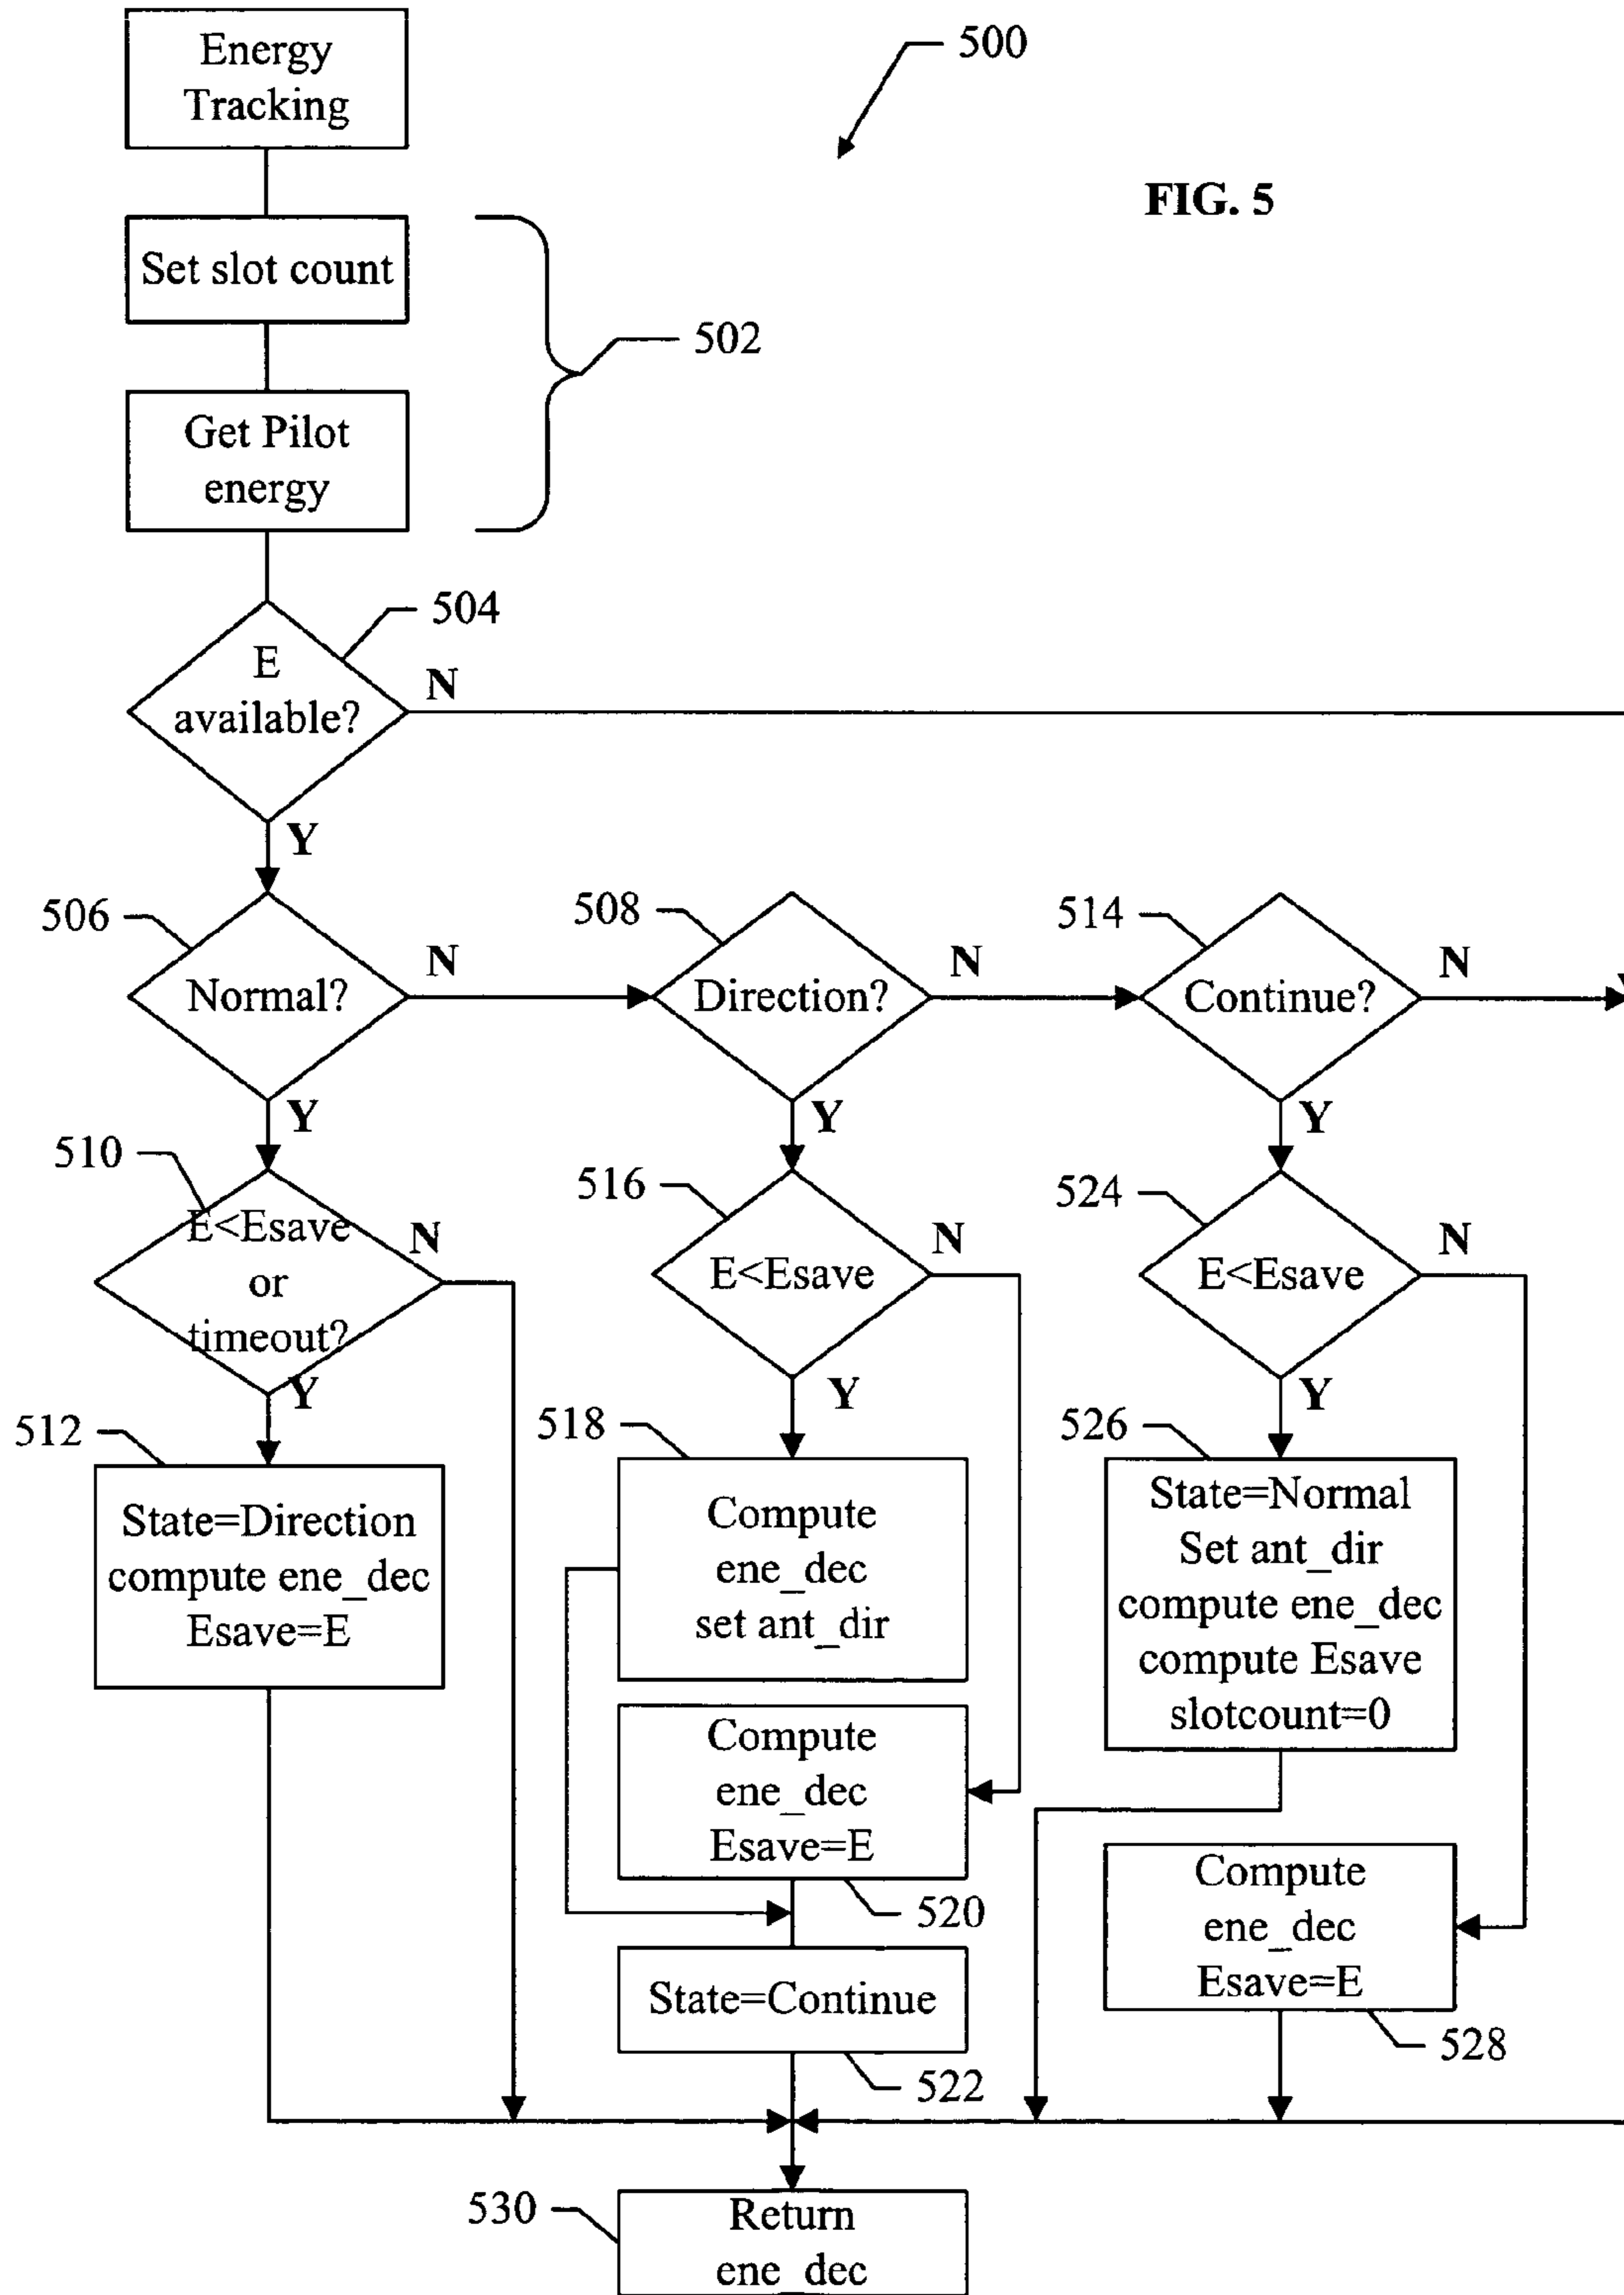 Energy
Tracking
500
FIG. 5
Set slot count
502
Get Pilot
energy
504
E
available?
N
Y
506
Normal?
N
508
Direction?
N
514
Continue?
N
Y
Y
Y
510
E<Esave
or
timeout?
N
Y
516
E<Esave
N
Y
524
E<Esave
N
Y
512
State=Direction
compute ene_dec
Esave=E
518
Compute
ene_dec
set ant_dir
526
State=Normal
Set ant_dir
compute ene_dec
compute Esave
slotcount=0
Compute
ene_dec
Esave=E
520
Compute
ene_dec
Esave=E
528
State=Continue
522
530
Return
ene_dec